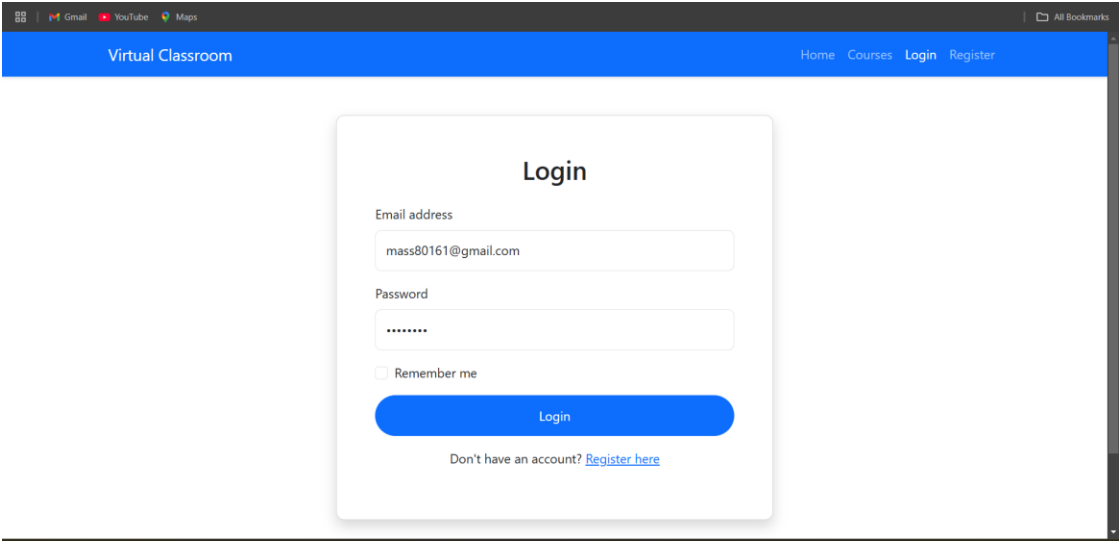 Gmail YouTube Maps All Bookmarks
Virtual Classroom Home Courses Login Register
Login
Email address
mass80161@gmail.com
Password
••••••••
Remember me
Login
Don't have an account? Register here